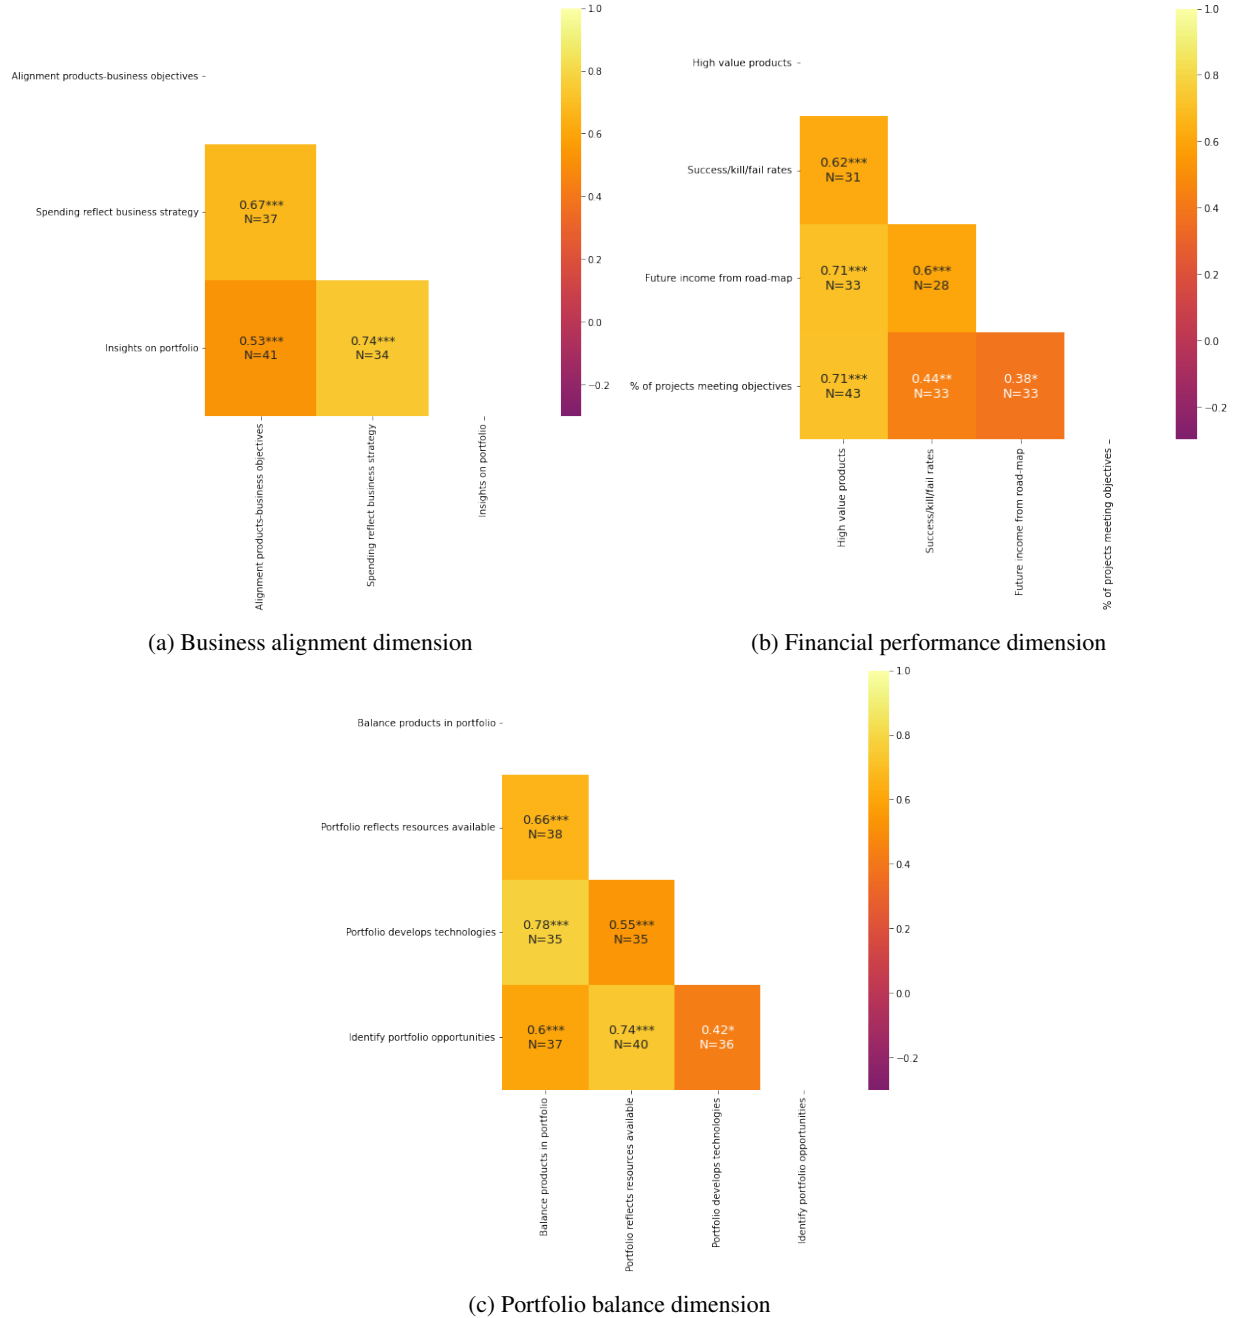 1.0
0.8
0.6
0.4
0.2
0.0
−0.2
Alignment products-business objectives
Spending reflect business strategy
Insights on portfolio
0.67***
N=37
0.53***
N=41
0.74***
N=34
Alignment products-business objectives
Spending reflect business strategy
Insights on portfolio
(a) Business alignment dimension
1.0
0.8
0.6
0.4
0.2
0.0
−0.2
High value products
Success/kill/fail rates
Future income from road-map
% of projects meeting objectives
0.62***
N=31
0.71***
N=33
0.6***
N=28
0.71***
N=43
0.44**
N=33
0.38*
N=33
High value products
Success/kill/fail rates
Future income from road-map
% of projects meeting objectives
(b) Financial performance dimension
1.0
0.8
0.6
0.4
0.2
0.0
−0.2
Balance products in portfolio
Portfolio reflects resources available
Portfolio develops technologies
Identify portfolio opportunities
0.66***
N=38
0.78***
N=35
0.55***
N=35
0.6***
N=37
0.74***
N=40
0.42*
N=36
Balance products in portfolio
Portfolio reflects resources available
Portfolio develops technologies
Identify portfolio opportunities
(c) Portfolio balance dimension